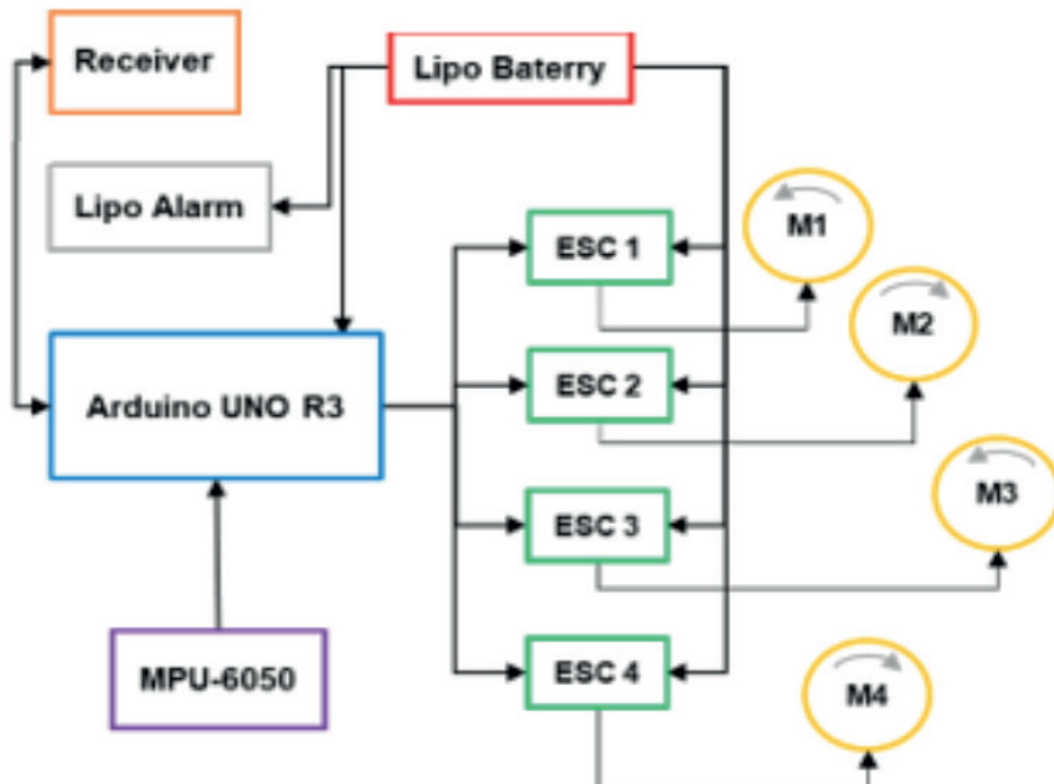 Receiver
Lipo Baterry
Lipo Alarm
M1
ESC 1
M2
ESC 2
Arduino UNO R3
M3
ESC 3
MPU-6050
ESC 4
M4